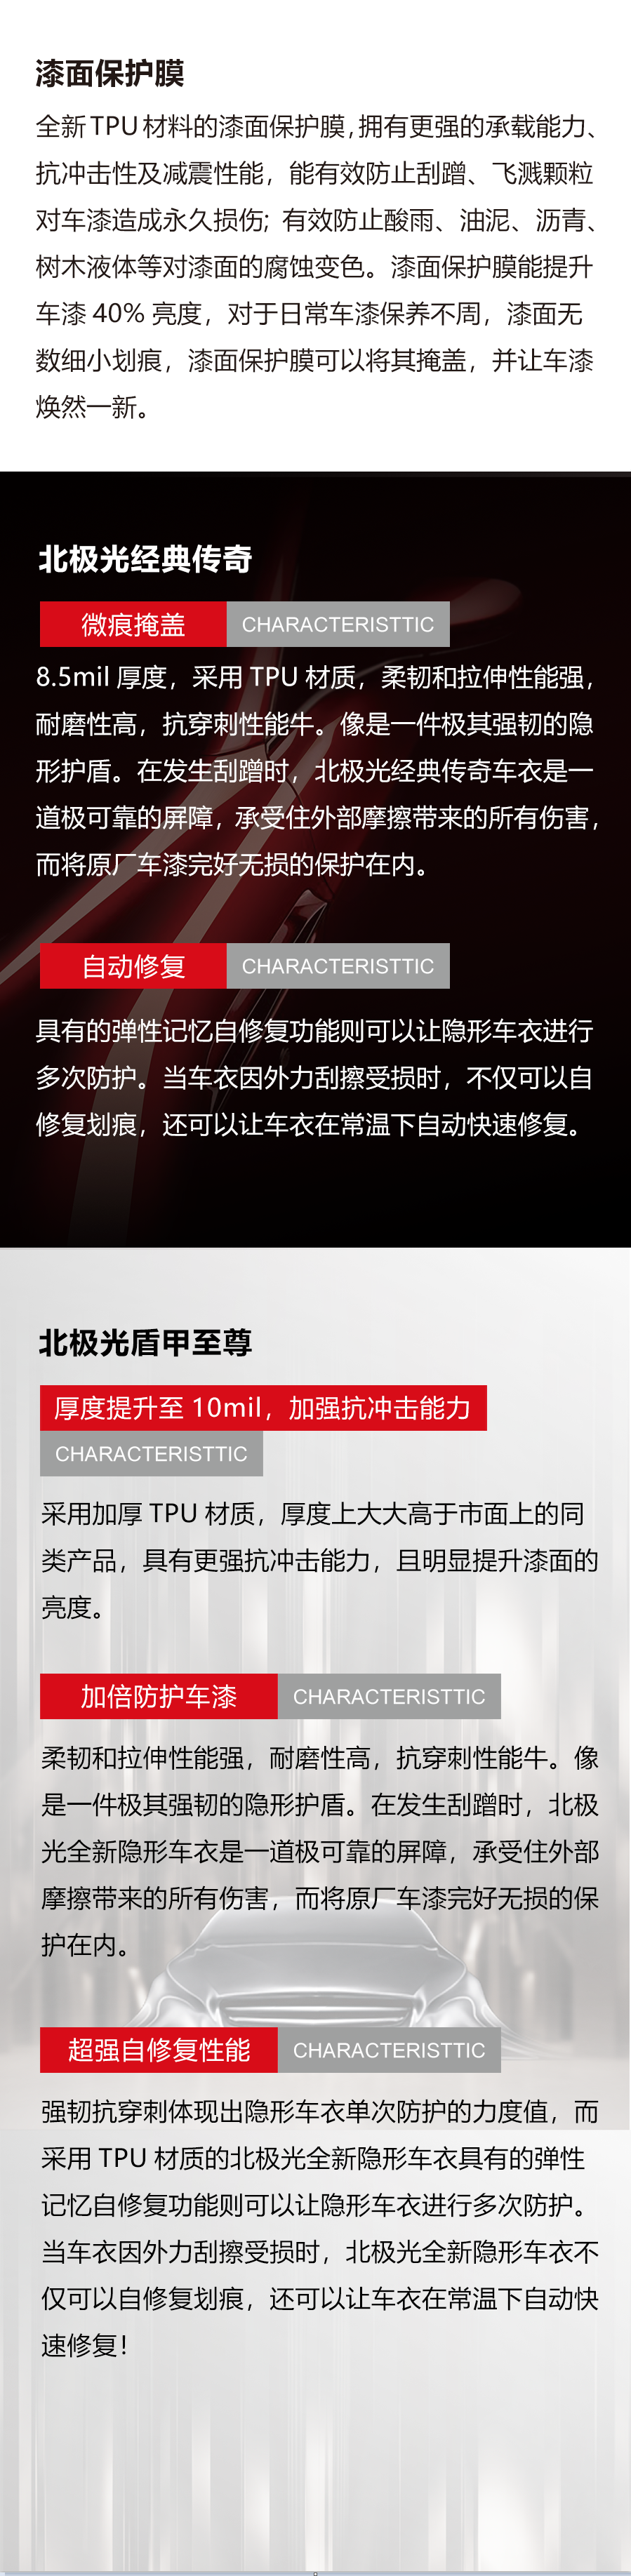 漆面保护膜
全新TPU材料的漆面保护膜,拥有更强的承载能力、
抗冲击性及减震性能，能有效防止刮蹭、飞溅颗粒
对车漆造成永久损伤; 有效防止酸雨、油泥、沥青、
树木液体等对漆面的腐蚀变色。漆面保护膜能提升
车漆 40% 亮度，对于日常车漆保养不周，漆面无
数细小划痕，漆面保护膜可以将其掩盖，并让车漆
焕然一新。
北极光经典传奇
微痕掩盖 CHARACTERISTTIC
8.5mil 厚度，采用 TPU 材质，柔韧和拉伸性能强，
耐磨性高，抗穿刺性能牛。像是一件极其强韧的隐
形护盾。在发生刮蹭时，北极光经典传奇车衣是一
道极可靠的屏障，承受住外部摩擦带来的所有伤害，
而将原厂车漆完好无损的保护在内。
自动修复 CHARACTERISTTIC
具有的弹性记忆自修复功能则可以让隐形车衣进行
多次防护。当车衣因外力刮擦受损时，不仅可以自
修复划痕，还可以让车衣在常温下自动快速修复。
北极光盾甲至尊
厚度提升至 10mil，加强抗冲击能力
CHARACTERISTTIC
采用加厚 TPU 材质，厚度上大大高于市面上的同
类产品，具有更强抗冲击能力，且明显提升漆面的
亮度。
加倍防护车漆 CHARACTERISTTIC
柔韧和拉伸性能强，耐磨性高，抗穿刺性能牛。像
是一件极其强韧的隐形护盾。在发生刮蹭时，北极
光全新隐形车衣是一道极可靠的屏障，承受住外部
摩擦带来的所有伤害，而将原厂车漆完好无损的保
护在内。
超强自修复性能 CHARACTERISTTIC
强韧抗穿刺体现出隐形车衣单次防护的力度值，而
采用 TPU 材质的北极光全新隐形车衣具有的弹性
记忆自修复功能则可以让隐形车衣进行多次防护。
当车衣因外力刮擦受损时，北极光全新隐形车衣不
仅可以自修复划痕，还可以让车衣在常温下自动快
速修复！